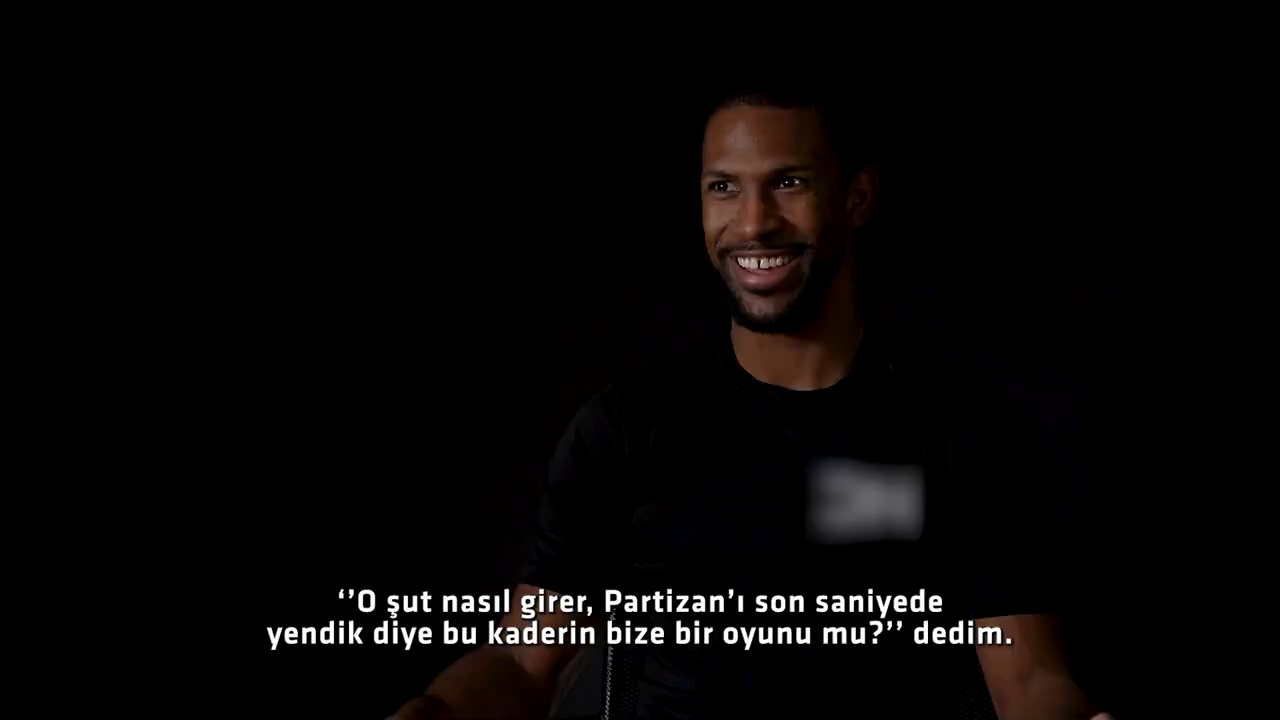 ‘’O şut nasıl girer, Partizan’ı son saniyede
yendik diye bu kaderin bize bir oyunu mu?’’ dedim.